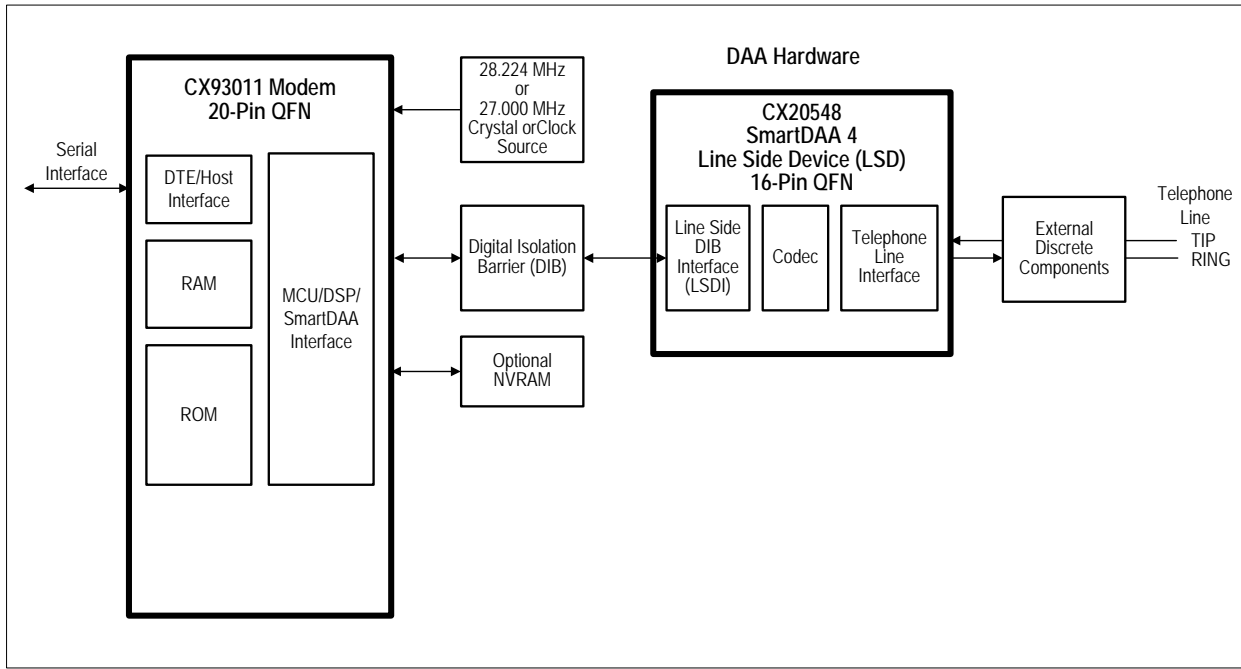 CX93011 Modem
20-Pin QFN
Serial
Interface
DTE/Host
Interface
RAM
ROM
MCU/DSP/
SmartDAA
Interface
28.224 MHz
or
27.000 MHz
Crystal orClock
Source
Digital Isolation
Barrier (DIB)
Optional
NVRAM
DAA Hardware
CX20548
SmartDAA 4
Line Side Device (LSD)
16-Pin QFN
Line Side
DIB
Interface
(LSDI)
Codec
Telephone
Line
Interface
External
Discrete
Components
Telephone
Line
TIP
RING